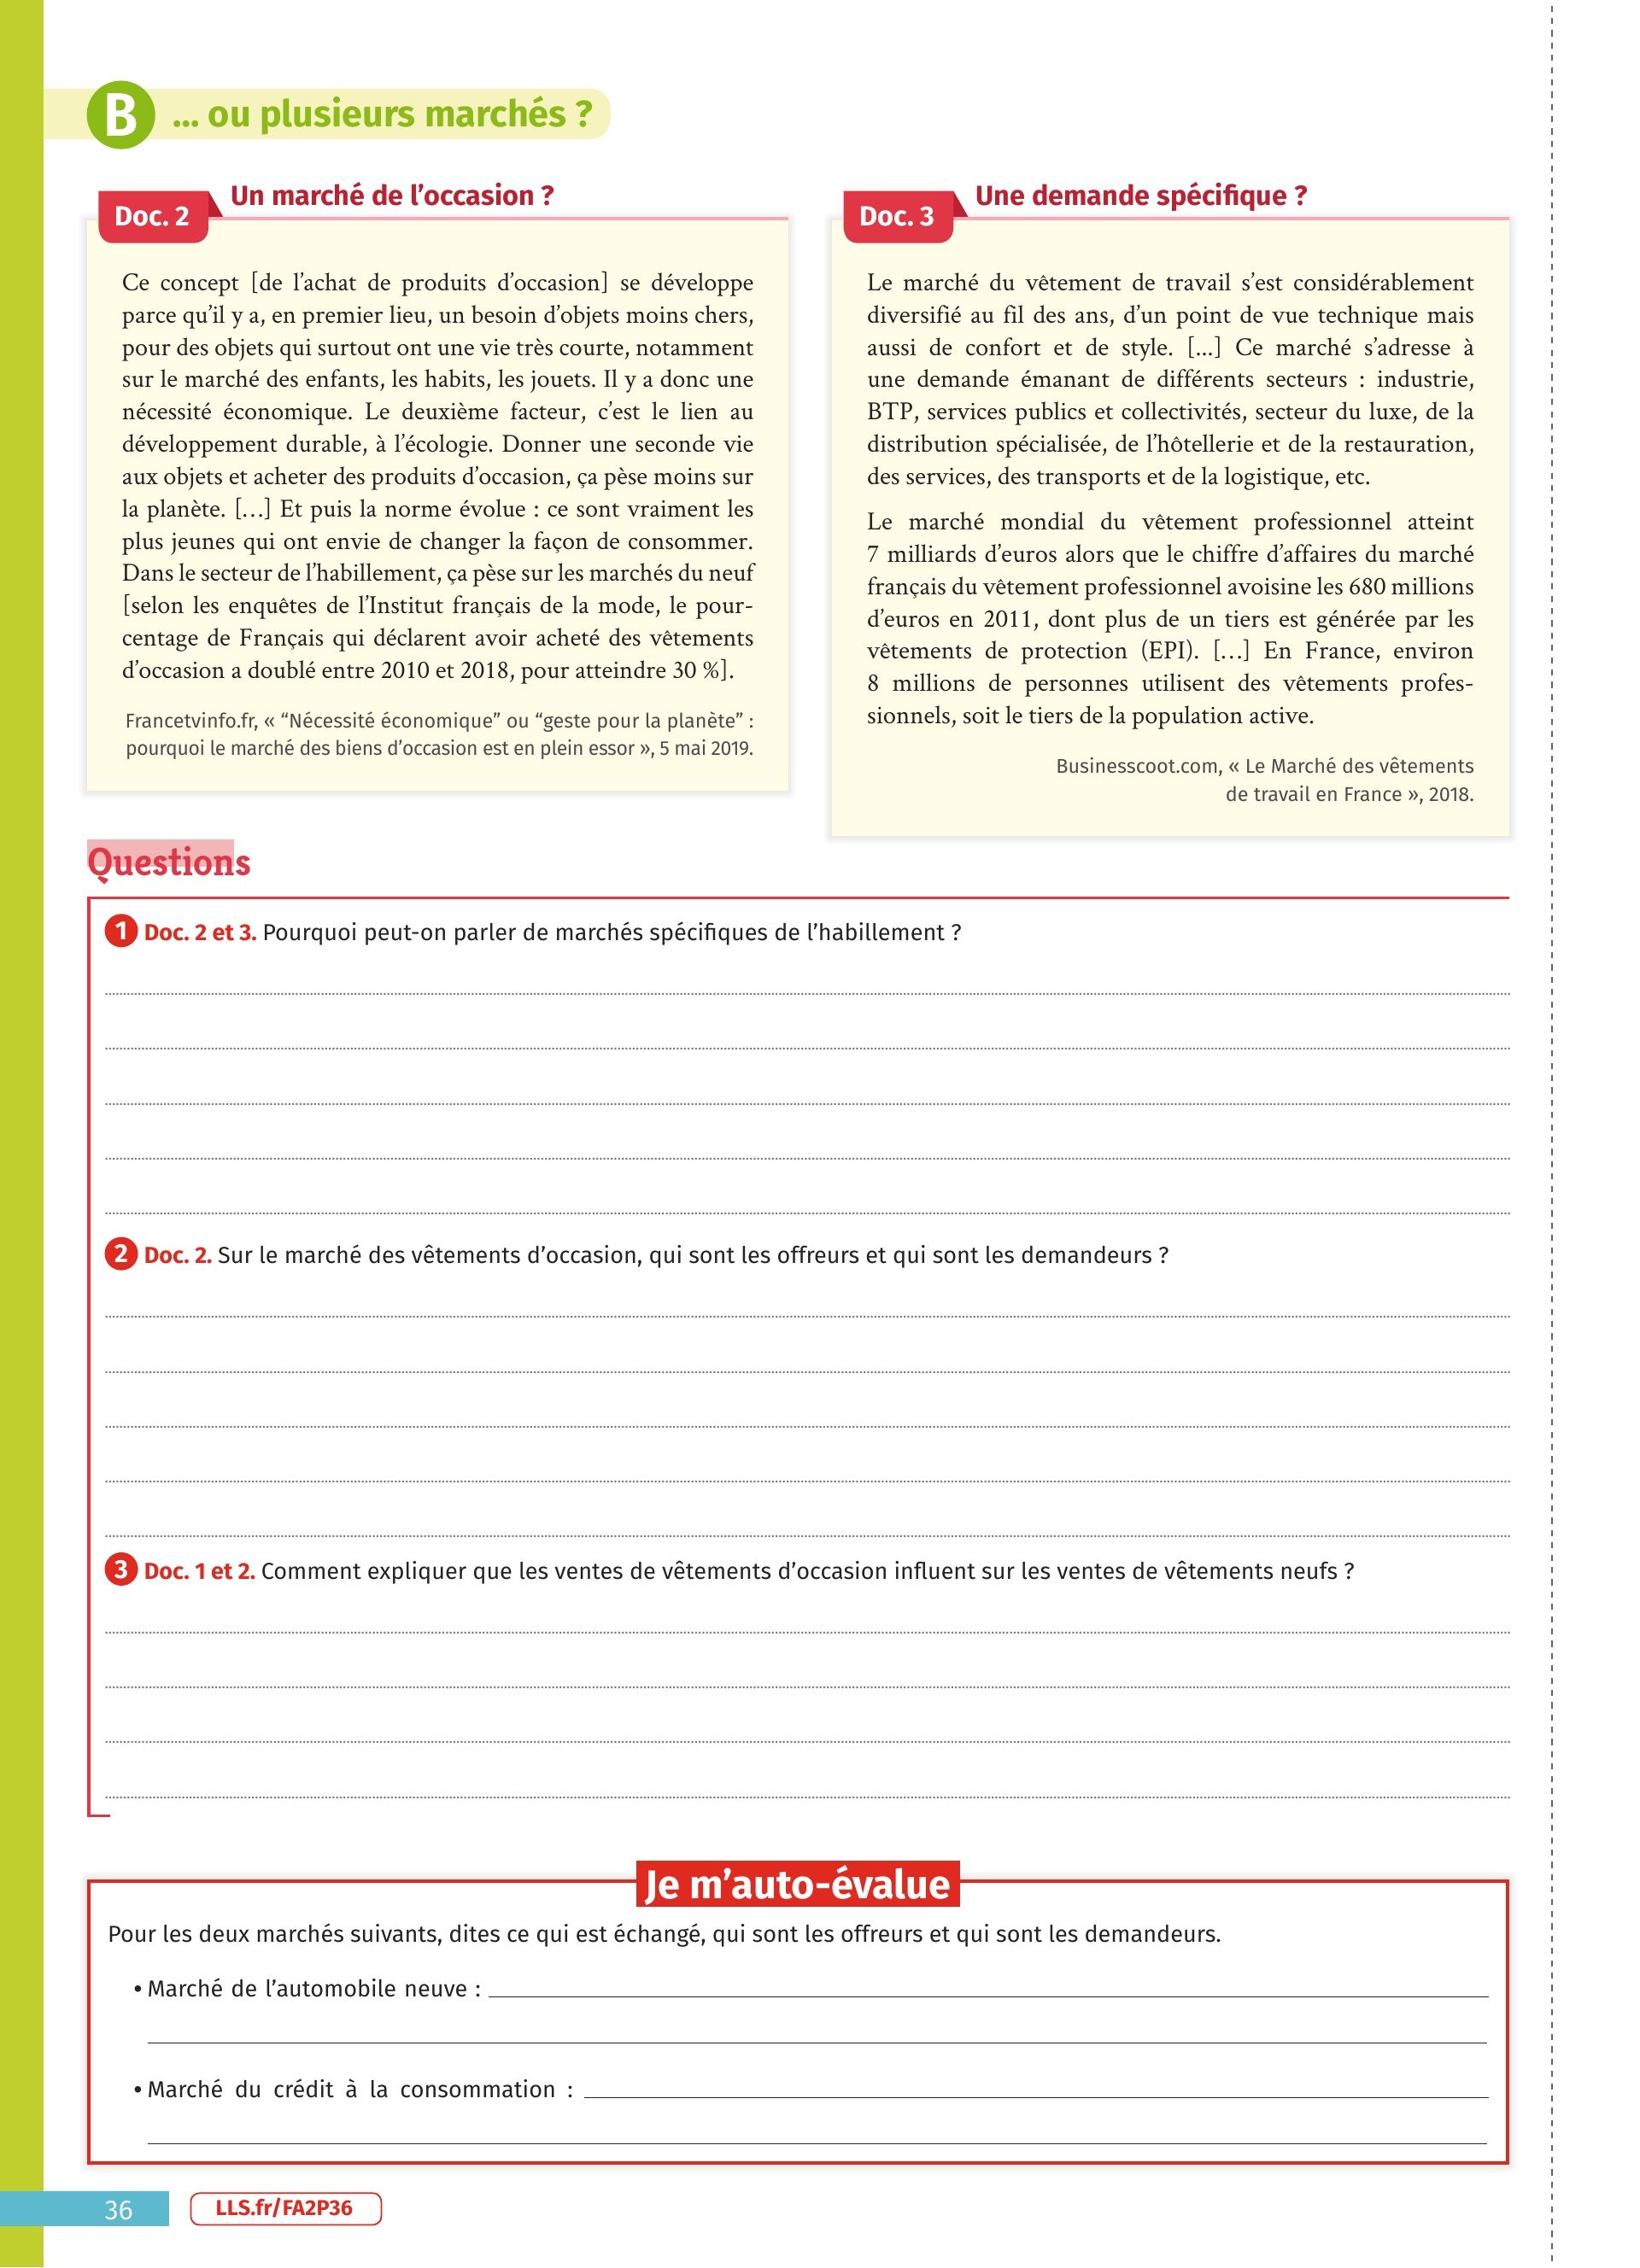 B … ou plusieurs marchés ?
Doc. 2 Un marché de l’occasion ?
Ce concept [de l’achat de produits d’occasion] se développe
parce qu’il y a, en premier lieu, un besoin d’objets moins chers,
pour des objets qui surtout ont une vie très courte, notamment
sur le marché des enfants, les habits, les jouets. Il y a donc une
nécessité économique. Le deuxième facteur, c’est le lien au
développement durable, à l’écologie. Donner une seconde vie
aux objets et acheter des produits d’occasion, ça pèse moins sur
la planète. […] Et puis la norme évolue : ce sont vraiment les
plus jeunes qui ont envie de changer la façon de consommer.
Dans le secteur de l’habillement, ça pèse sur les marchés du neuf
[selon les enquêtes de l’Institut français de la mode, le pour-
centage de Français qui déclarent avoir acheté des vêtements
d’occasion a doublé entre 2010 et 2018, pour atteindre 30 %].
Francetvinfo.fr, « “Nécessité économique” ou “geste pour la planète” :
pourquoi le marché des biens d’occasion est en plein essor », 5 mai 2019.
Doc. 3 Une demande spécifique ?
Le marché du vêtement de travail s’est considérablement
diversifié au fil des ans, d’un point de vue technique mais
aussi de confort et de style. [...] Ce marché s’adresse à
une demande émanant de différents secteurs : industrie,
BTP, services publics et collectivités, secteur du luxe, de la
distribution spécialisée, de l’hôtellerie et de la restauration,
des services, des transports et de la logistique, etc.
Le marché mondial du vêtement professionnel atteint
7 milliards d’euros alors que le chiffre d’affaires du marché
français du vêtement professionnel avoisine les 680 millions
d’euros en 2011, dont plus de un tiers est générée par les
vêtements de protection (EPI). […] En France, environ
8 millions de personnes utilisent des vêtements profes-
sionnels, soit le tiers de la population active.
Businesscoot.com, « Le Marché des vêtements
de travail en France », 2018.
Questions
1 Doc. 2 et 3. Pourquoi peut-on parler de marchés spécifiques de l’habillement ?
2 Doc. 2. Sur le marché des vêtements d’occasion, qui sont les offreurs et qui sont les demandeurs ?
3 Doc. 1 et 2. Comment expliquer que les ventes de vêtements d’occasion influent sur les ventes de vêtements neufs ?
Je m’auto-évalue
Pour les deux marchés suivants, dites ce qui est échangé, qui sont les offreurs et qui sont les demandeurs.
• Marché de l’automobile neuve :
• Marché du crédit à la consommation :
36 LLS.fr/FA2P36